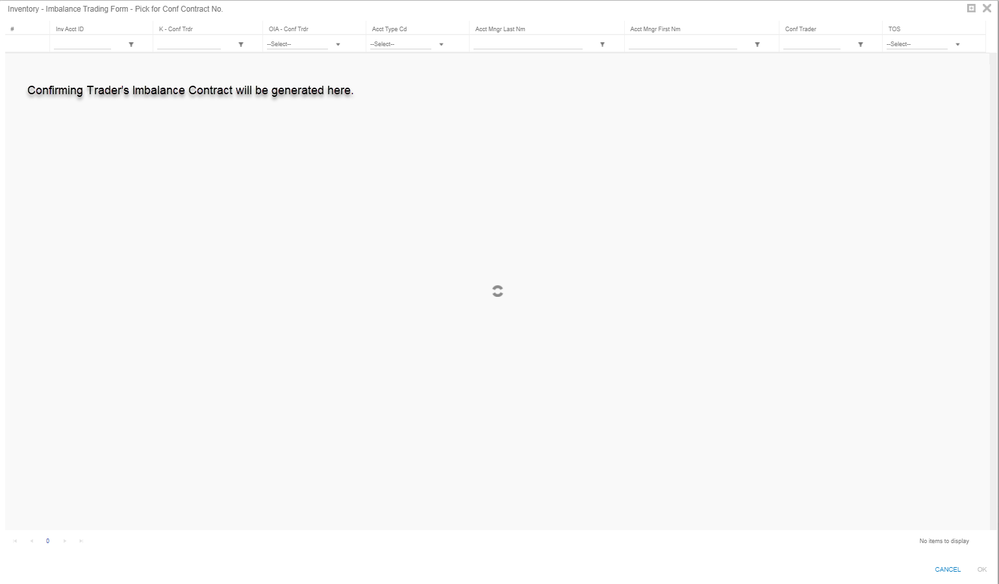 Inventory - Imbalance Trading Form - Pick for Conf Contract No.
# Inv Acct ID K - Conf Trdr OIA - Conf Trdr Acct Type Cd Acct Mngr Last Nm Acct Mngr First Nm Conf Trader TOS
--Select-- --Select-- --Select--
Confirming Trader's Imbalance Contract will be generated here.
0 No items to display
CANCEL OK